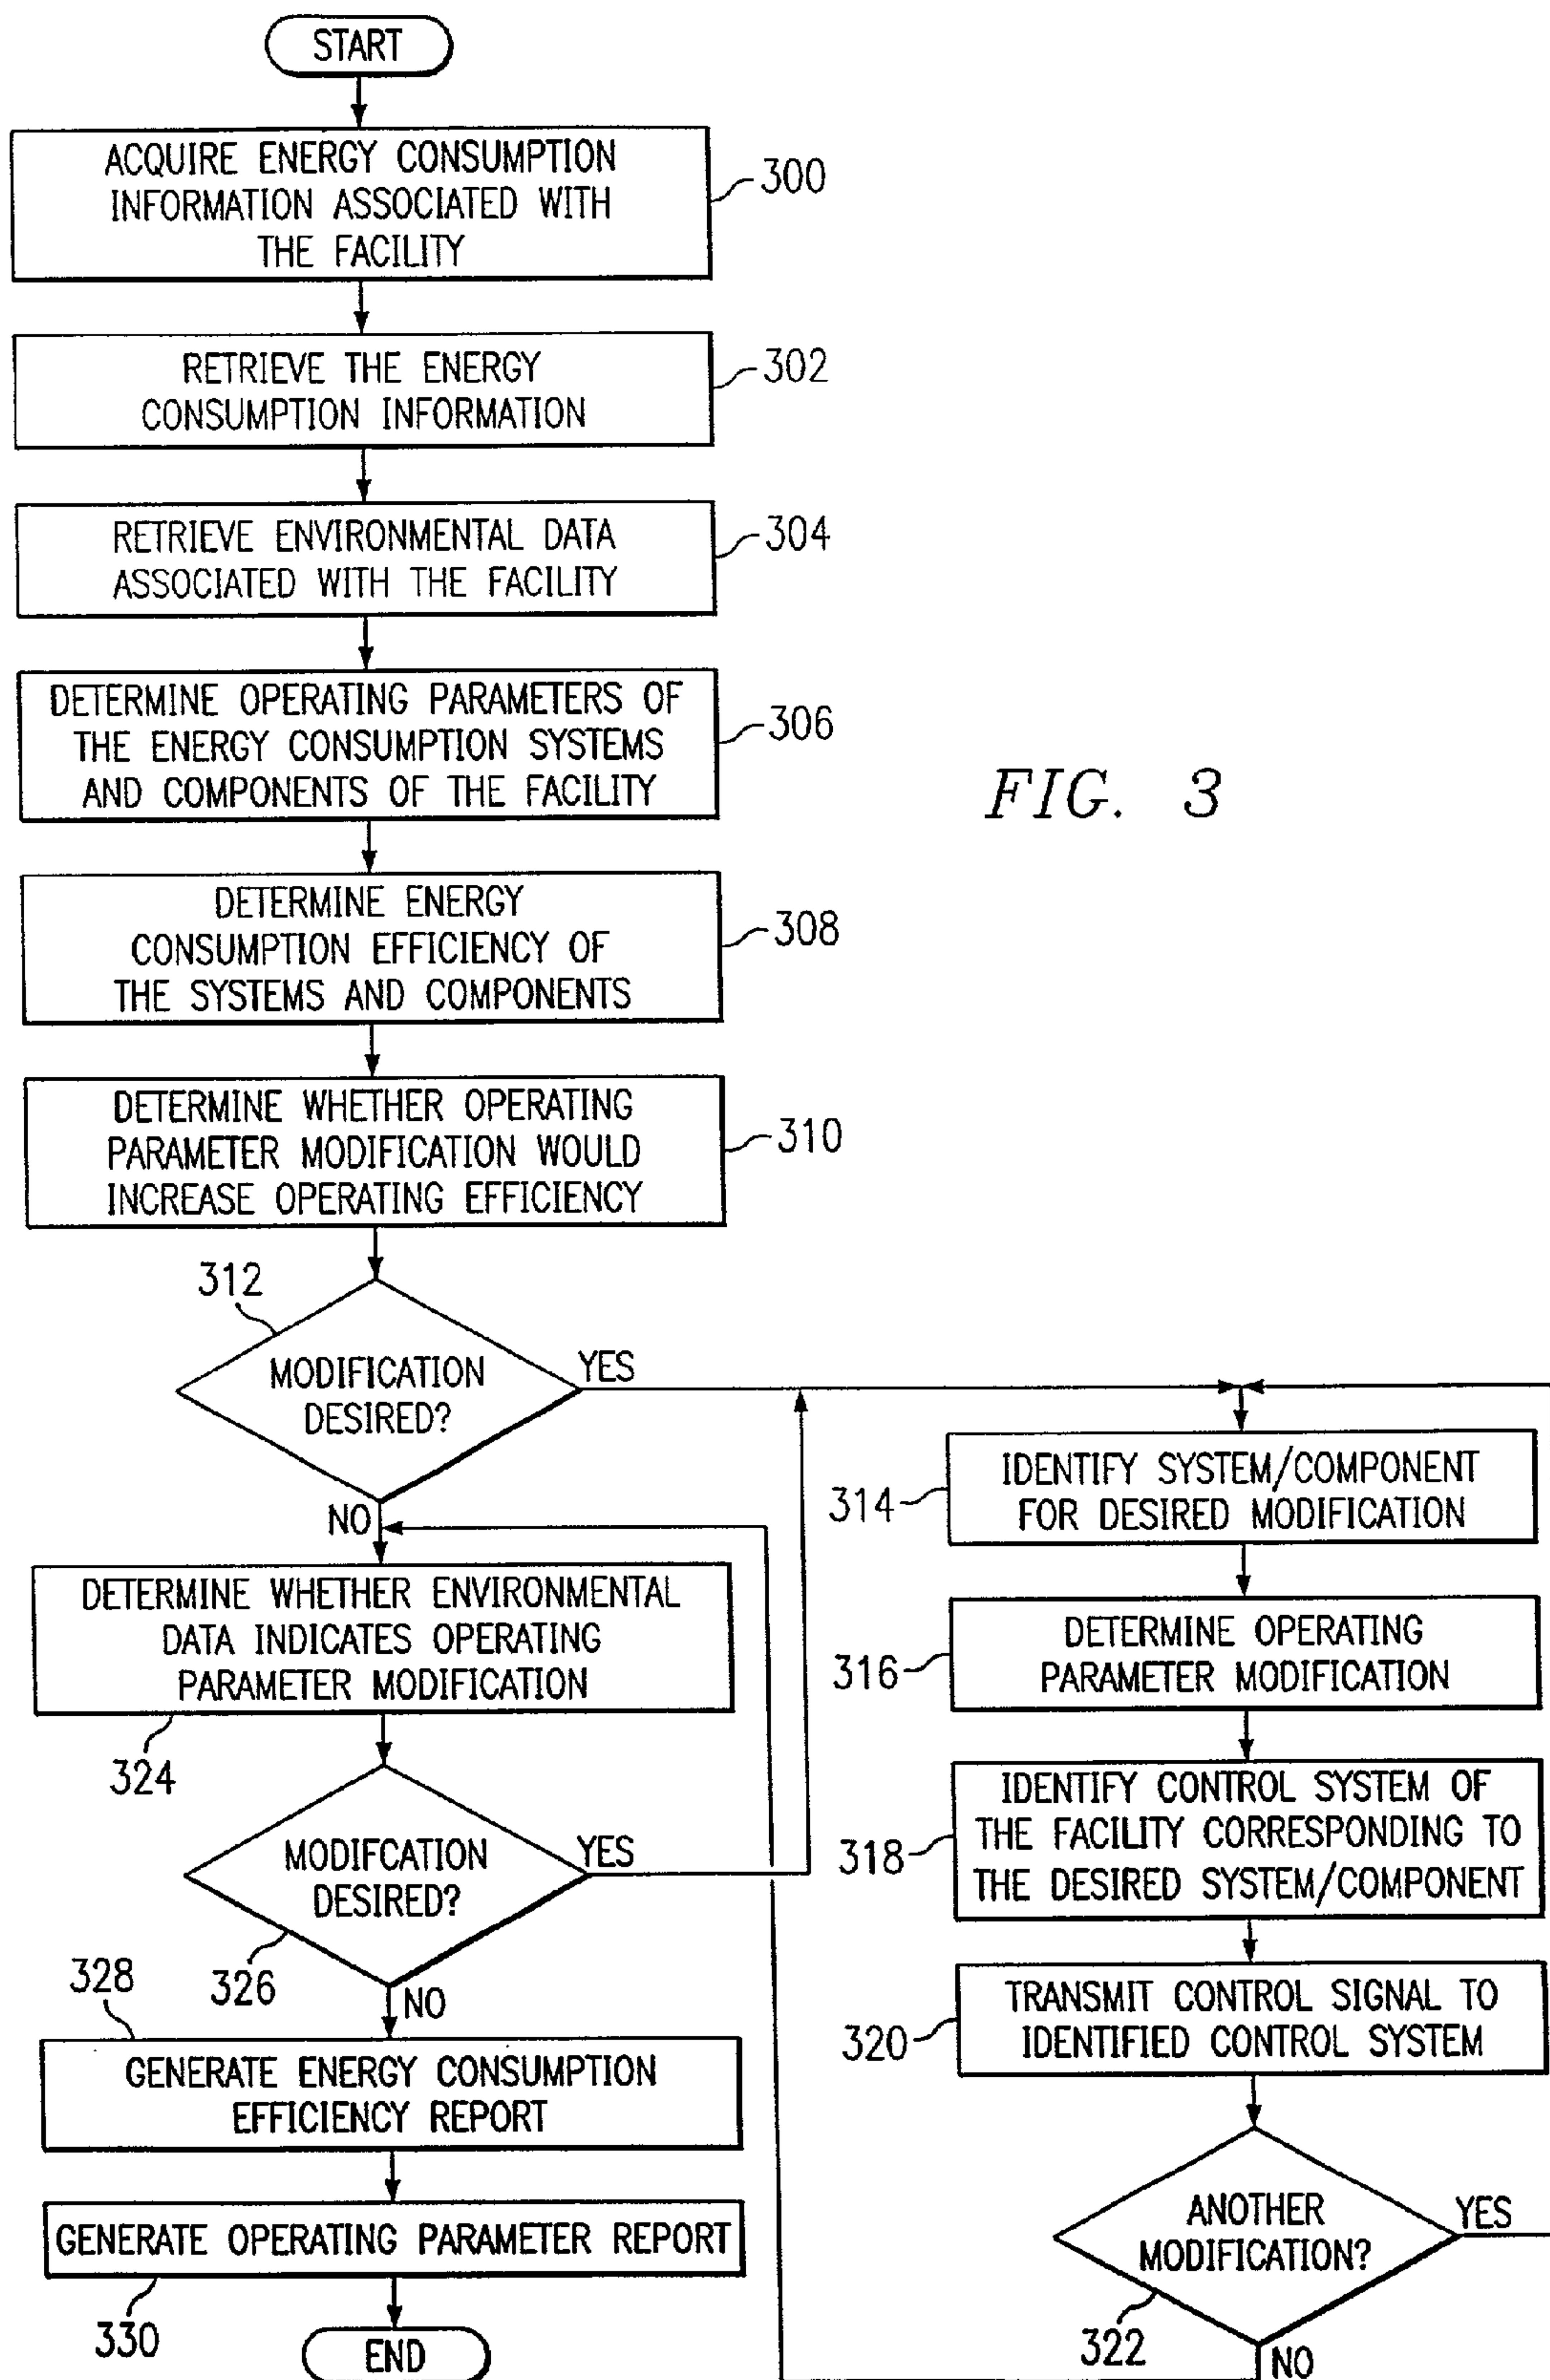 START
ACQUIRE ENERGY CONSUMPTION
INFORMATION ASSOCIATED WITH
THE FACILITY
300
RETRIEVE THE ENERGY
CONSUMPTION INFORMATION
302
RETRIEVE ENVIRONMENTAL DATA
ASSOCIATED WITH THE FACILITY
304
DETERMINE OPERATING PARAMETERS OF
THE ENERGY CONSUMPTION SYSTEMS
AND COMPONENTS OF THE FACILITY
306
FIG. 3
DETERMINE ENERGY
CONSUMPTION EFFICIENCY OF
THE SYSTEMS AND COMPONENTS
308
DETERMINE WHETHER OPERATING
PARAMETER MODIFICATION WOULD
INCREASE OPERATING EFFICIENCY
310
312
MODIFICATION
DESIRED?
YES
NO
314
IDENTIFY SYSTEM/COMPONENT
FOR DESIRED MODIFICATION
316
DETERMINE OPERATING
PARAMETER MODIFICATION
318
IDENTIFY CONTROL SYSTEM OF
THE FACILITY CORRESPONDING TO
THE DESIRED SYSTEM/COMPONENT
320
TRANSMIT CONTROL SIGNAL TO
IDENTIFIED CONTROL SYSTEM
ANOTHER
MODIFICATION?
YES
322
NO
DETERMINE WHETHER ENVIRONMENTAL
DATA INDICATES OPERATING
PARAMETER MODIFICATION
324
MODIFCATION
DESIRED?
YES
326
NO
328
GENERATE ENERGY CONSUMPTION
EFFICIENCY REPORT
GENERATE OPERATING PARAMETER REPORT
330
END